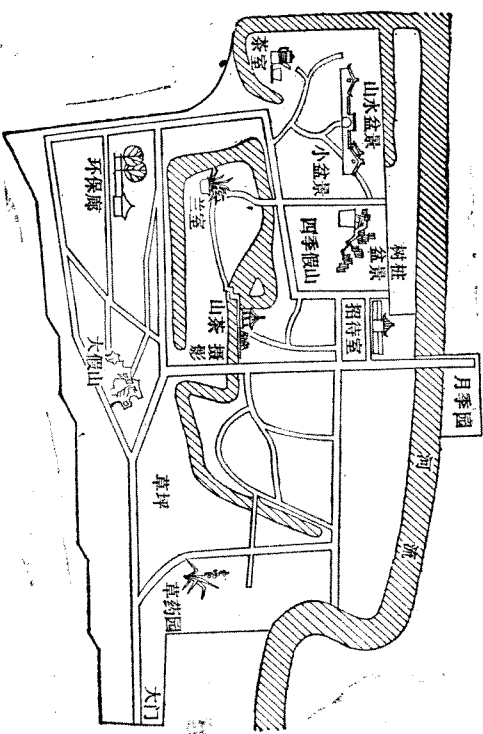 月季园
河流
树桩
盆景
山水盆景
招待室
小盆景
四季假山
茶室
山茶
摄影
兰室
草坪
草药园
环保廊
大假山
大门